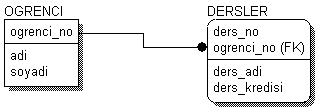 OGRENCI
ogrenci_no
adi
soyadi
DERSLER
ders_no
ogrenci_no (FK)
ders_adi
ders_kredisi